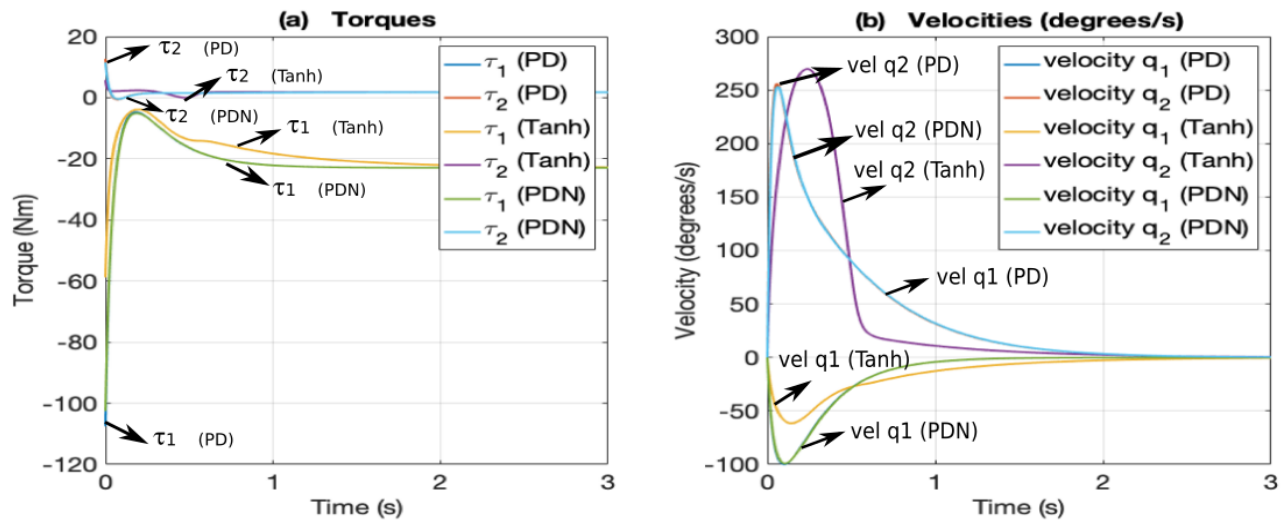 (a) Torques
20
0
-20
-40
-60
-80
-100
-120
0
1
2
3
Torque (Nm)
Time (s)
τ2 (PD)
τ2 (Tanh)
τ2 (PDN)
τ1 (Tanh)
τ1 (PDN)
τ1 (PD)
τ1 (PD)
τ2 (PD)
τ1 (Tanh)
τ2 (Tanh)
τ1 (PDN)
τ2 (PDN)
(b) Velocities (degrees/s)
300
250
200
150
100
50
0
-50
-100
0
1
2
3
Velocity (degrees/s)
Time (s)
vel q2 (PD)
vel q2 (PDN)
vel q2 (Tanh)
vel q1 (PD)
vel q1 (Tanh)
vel q1 (PDN)
velocity q1 (PD)
velocity q2 (PD)
velocity q1 (Tanh)
velocity q2 (Tanh)
velocity q1 (PDN)
velocity q2 (PDN)